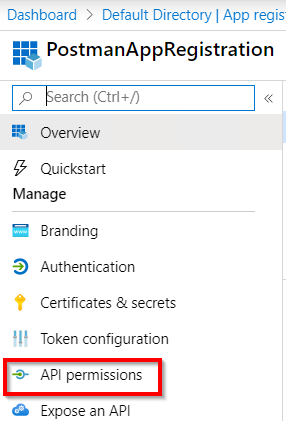 Dashboard > Default Directory | App regist
PostmanAppRegistration
Search (Ctrl+/) «
Overview
Quickstart
Manage
Branding
Authentication
Certificates & secrets
Token configuration
API permissions
Expose an API